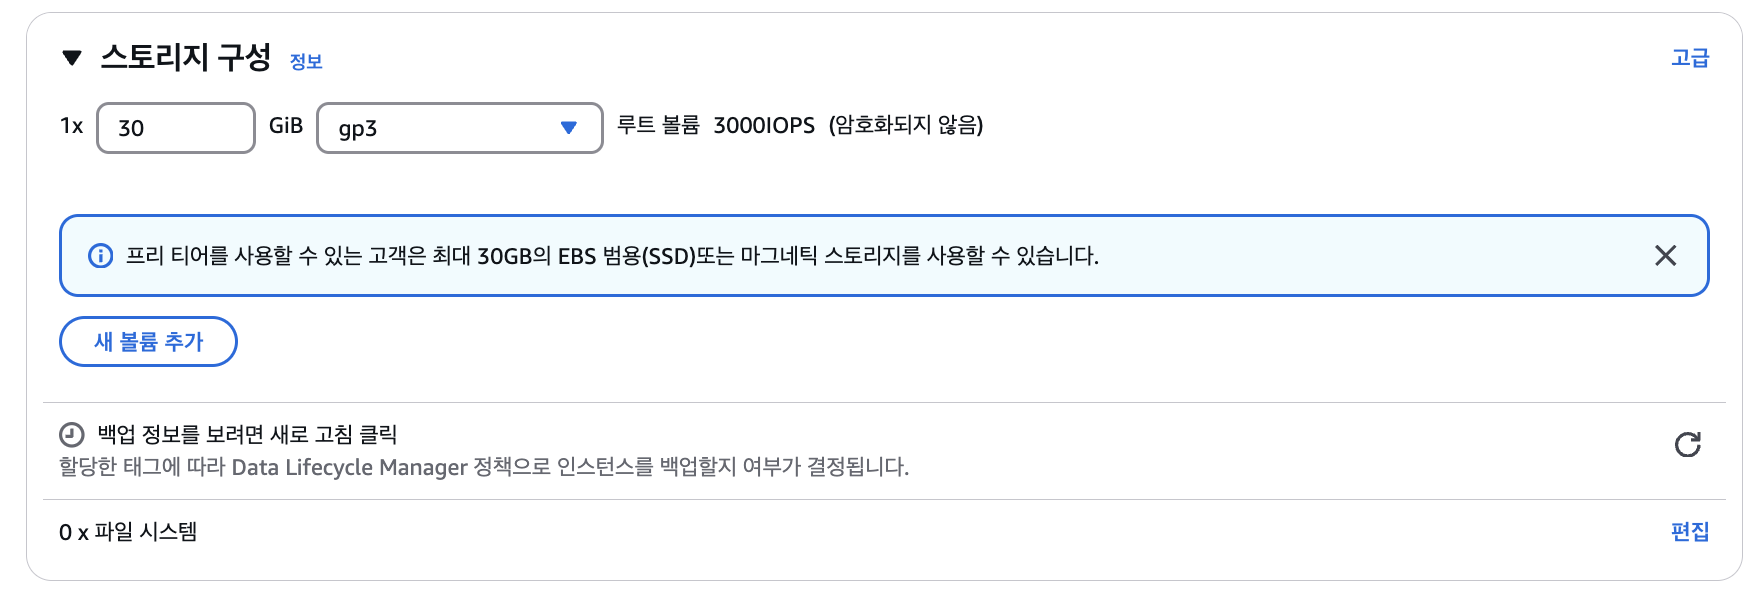 스토리지 구성 정보 고급
1x 30 GiB gp3 루트 볼륨 3000IOPS (암호화되지 않음)
프리 티어를 사용할 수 있는 고객은 최대 30GB의 EBS 범용(SSD)또는 마그네틱 스토리지를 사용할 수 있습니다.
새 볼륨 추가
백업 정보를 보려면 새로 고침 클릭
할당한 태그에 따라 Data Lifecycle Manager 정책으로 인스턴스를 백업할지 여부가 결정됩니다.
0 x 파일 시스템 편집